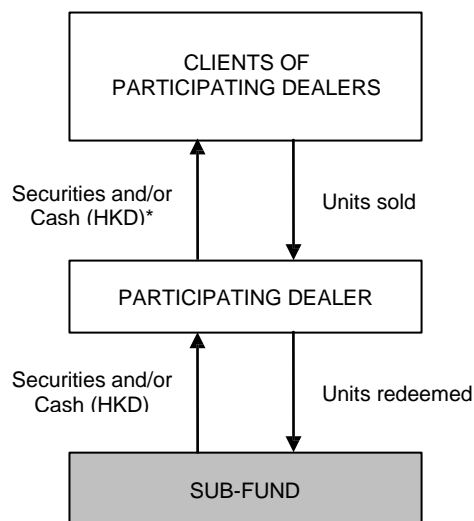 CLIENTS OF
PARTICIPATING DEALERS
Securities and/or
Cash (HKD)*
Units sold
PARTICIPATING DEALER
Securities and/or
Cash (HKD)
Units redeemed
SUB-FUND